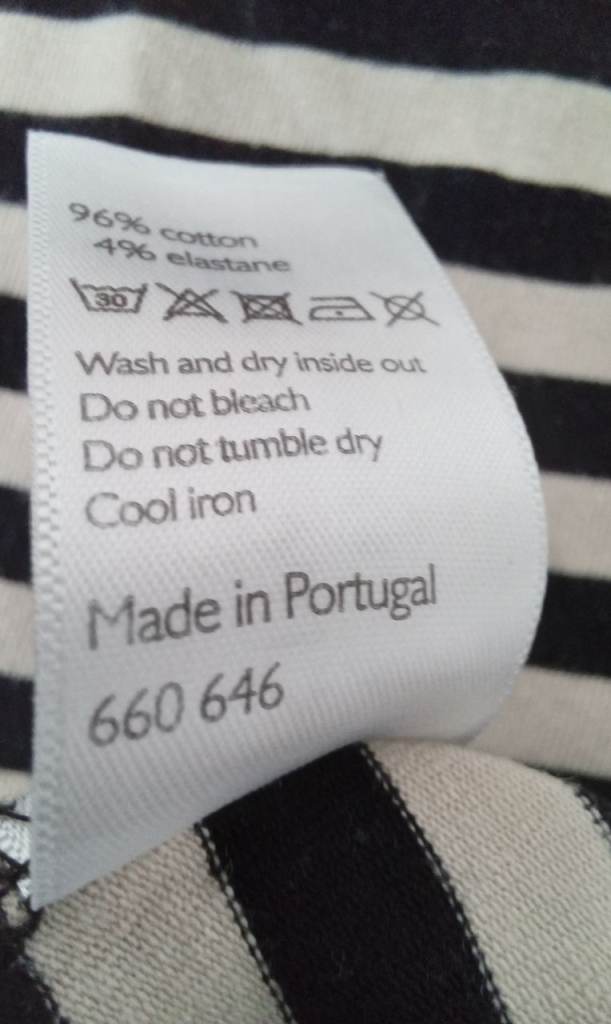 96% cotton
4% elastane
30
Wash and dry inside out
Do not bleach
Do not tumble dry
Cool iron
Made in Portugal
660 646